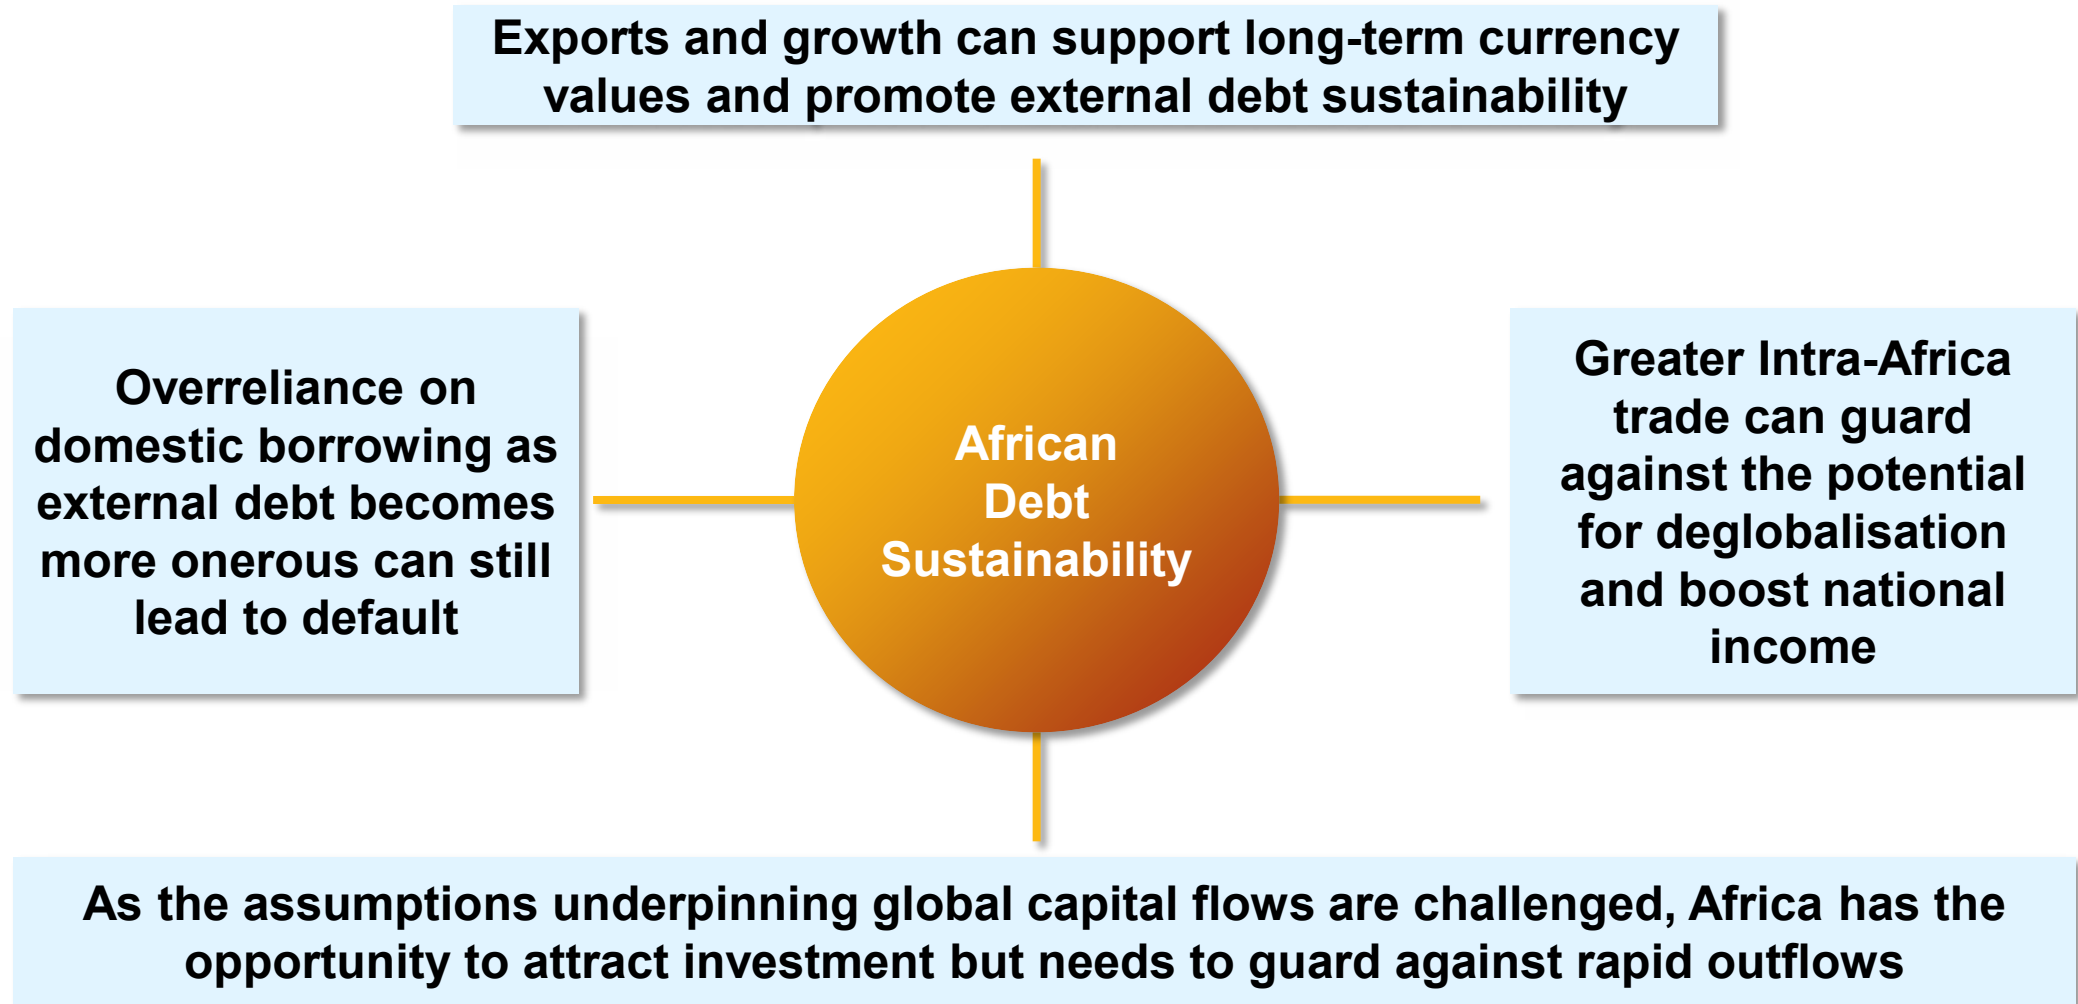 Exports and growth can support long-term currency
values and promote external debt sustainability
Overreliance on
domestic borrowing as
external debt becomes
more onerous can still
lead to default
African
Debt
Sustainability
Greater Intra-Africa
trade can guard
against the potential
for deglobalisation
and boost national
income
As the assumptions underpinning global capital flows are challenged, Africa has the
opportunity to attract investment but needs to guard against rapid outflows